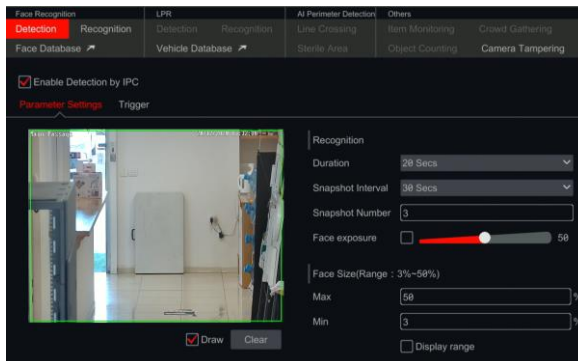 Face Recognition LPR AI Perimeter Detection Others
Detection Recognition Detection Recognition Line Crossing Item Monitoring Crowd Gathering
Face Database Vehicle Database Sterile Area Object Counting Camera Tampering
Enable Detection by IPC
Parameter Settings Trigger
Recognition
Duration 20 Secs
Snapshot Interval 30 Secs
Snapshot Number 3
Face exposure 50
Face Size(Range : 3%~50%)
Max 50 %
Min 3 %
Draw Clear
Display range